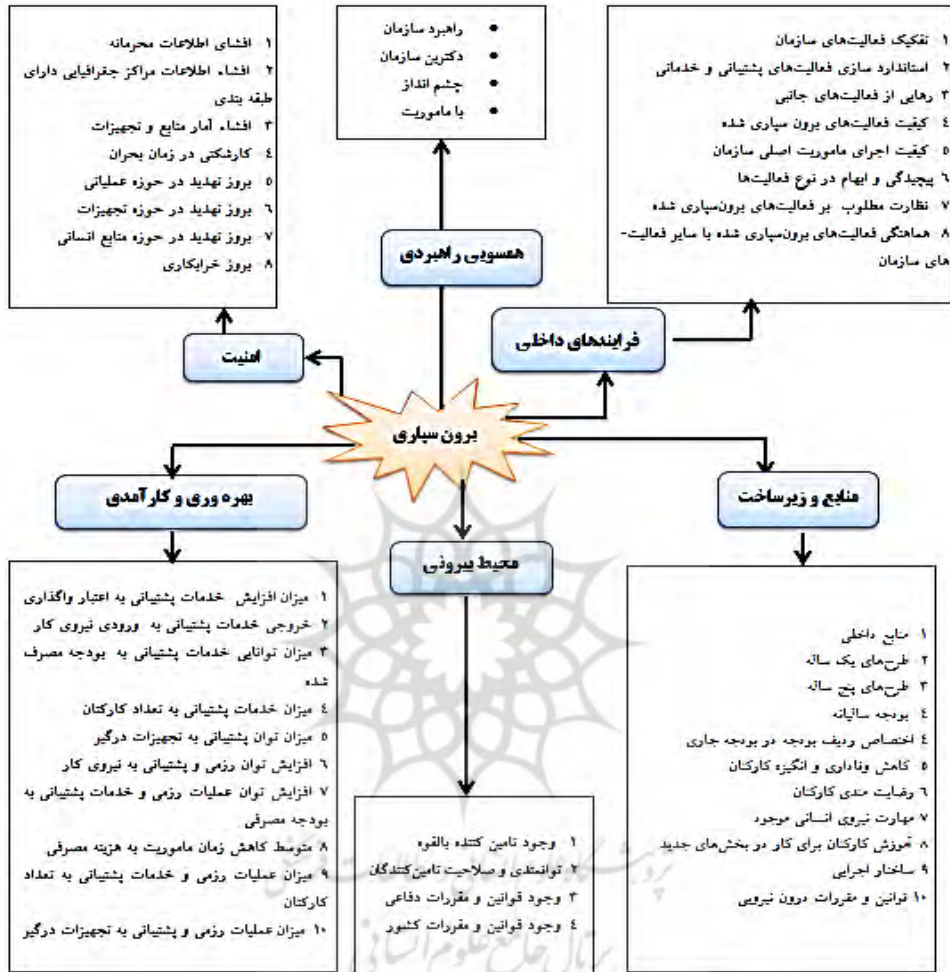 ۱ تفکیک فعالیت‌های سازمان
۲ استاندارد سازی فعالیت‌های پشتیبانی و خدماتی
۳ رهایی از فعالیت‌های جانبی
۴ کیفیت فعالیت‌های برون سپاری شده
۵ کیفیت اجرای ماموریت اصلی سازمان
۶ پیچیدگی و ابهام در نوع فعالیت‌ها
۷ نظارت مطلوب بر فعالیت‌های برون‌سپاری شده
۸ هماهنگی فعالیت‌های برون‌سپاری شده با سایر فعالیت-
های سازمان
● راهبرد سازمان
● دکترین سازمان
● چشم انداز
● یا ماموریت
۱ افشای اطلاعات محرمانه
۲ افشاء اطلاعات مراکز جغرافیایی دارای
طبقه بندی
۳ افشاء آمار منابع و تجهیزات
۴ کارشکنی در زمان بحران
۵ بروز تهدید در حوزه عملیاتی
۶ بروز تهدید در حوزه تجهیزات
۷ بروز تهدید در حوزه منابع انسانی
۸ بروز خرابکاری
همسویی راهبردی
فرایندهای داخلی
امنیت
برون سپاری
منابع و زیرساخت
بهره وری و کارآمدی
محیط بیرونی
۱ منابع داخلی
۲ طرح‌های یک ساله
۳ طرح‌های پنج ساله
۴ بودجه سالیانه
۴ اختصاص ردیف بودجه در بودجه جاری
۵ کاهش وفاداری و انگیزه کارکنان
۶ رضایت مندی کارکنان
۷ مهارت نیروی انسانی موجود
۸ آموزش کارکنان برای کار در بخش‌های جدید
۹ ساختار اجرایی
۱۰ قوانین و مقررات درون نیرویی
۱ وجود تامین کننده بالقوه
۲ توانمندی و صلاحیت تامین‌کنندگان
۳ وجود قوانین و مقررات دفاعی
۴ وجود قوانین و مقررات کشور
۱ میزان افزایش خدمات پشتیبانی به اعتبار واگذاری
۲ خروجی خدمات پشتیبانی به ورودی نیروی کار
۳ میزان توانایی خدمات پشتیبانی به بودجه مصرف
شده
۴ میزان خدمات پشتیبانی به تعداد کارکنان
۵ میزان توان پشتیبانی به تجهیزات درگیر
۶ افزایش توان رزمی و پشتیبانی به نیروی کار
۷ افزایش توان عملیات رزمی و خدمات پشتیبانی به
بودجه مصرفی
۸ متوسط کاهش زمان ماموریت به هزینه مصرفی
۹ میزان عملیات رزمی و خدمات پشتیبانی به تعداد
کارکنان
۱۰ میزان عملیات رزمی و پشتیبانی به تجهیزات درگیر
پژوهشگاه علوم انسانی و مطالعات فرهنگی
پرتال جامع علوم انسانی